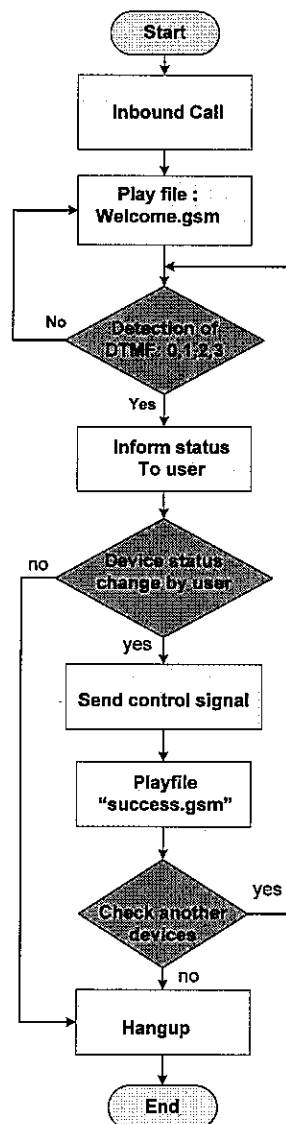 Start
Inbound Call
Play file :
Welcome.gsm
No
Detection of
DTMF: 0,1,2,3
Yes
Inform status
To user
no
Device status
change by user
yes
Send control signal
Playfile
“success.gsm”
Check another
devices
yes
no
Hangup
End